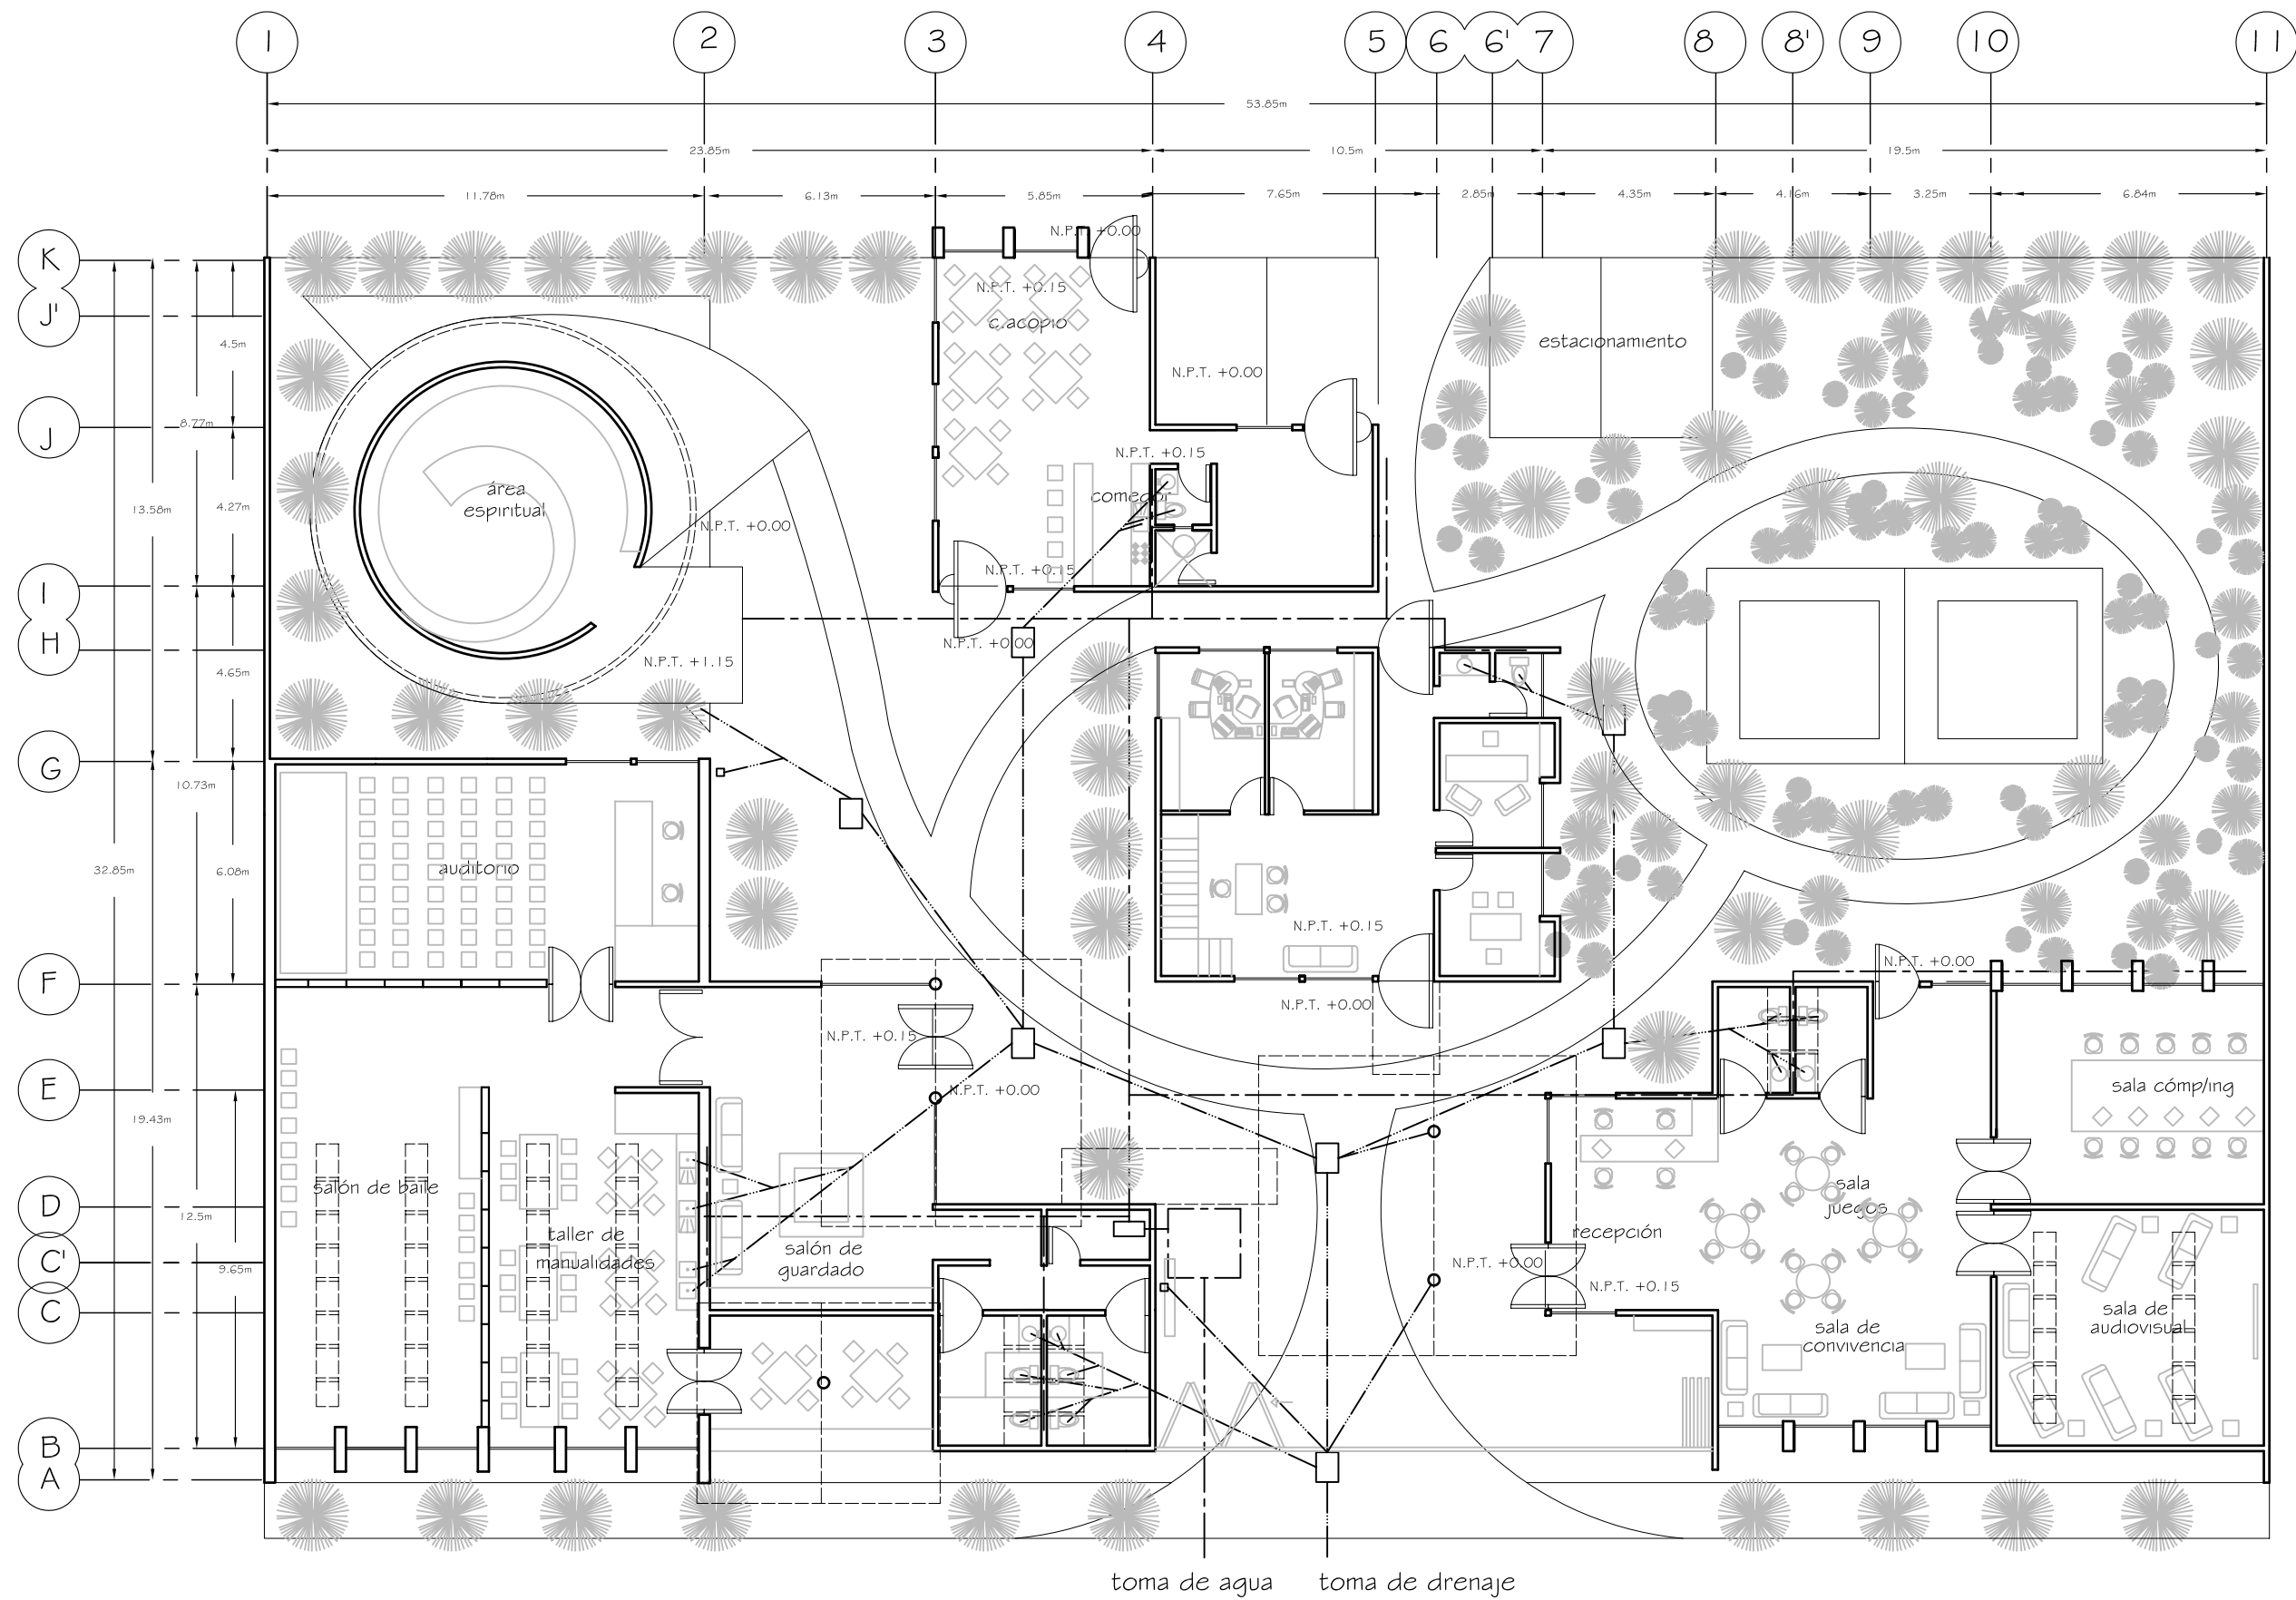 1
2
3
4
5
6
6'
7
8
8'
9
10
11
53.85m
23.85m
10.5m
19.5m
11.78m
6.13m
5.85m
7.65m
2.85m
4.35m
4.16m
3.25m
6.84m
K
J'
J
I
H
G
F
E
D
C'
C
B
A
4.5m
8.77m
13.58m
4.27m
4.65m
10.73m
32.85m
6.08m
19.43m
12.5m
9.65m
N.P.T. +0.00
N.P.T. +0.15
c.acopio
N.P.T. +0.00
estacionamiento
N.P.T. +0.15
comedor
área
espiritual
N.P.T. +0.00
N.P.T. +0.15
N.P.T. +0.00
N.P.T. +1.15
auditorio
N.P.T. +0.15
N.P.T. +0.00
N.P.T. +0.00
N.P.T. +0.15
N.P.T. +0.00
sala cómp/ing
salón de baile
taller de
manualidades
salón de
guardado
sala
juegos
recepción
N.P.T. +0.00
N.P.T. +0.15
sala de
convivencia
sala de
audiovisual
toma de agua
toma de drenaje